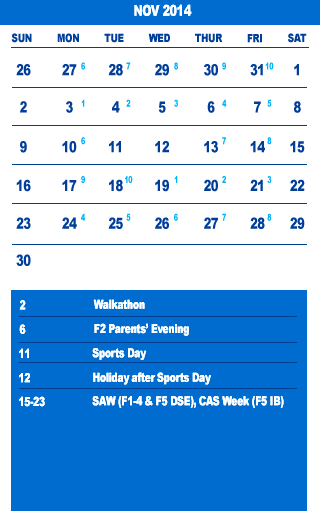 NOV 2014
SUN MON TUE WED THUR FRI SAT
26 27 6 28 7 29 8 30 9 31 10 1
2 3 1 4 2 5 3 6 4 7 5 8
9 10 6 11 12 13 7 14 8 15
16 17 9 18 10 19 1 20 2 21 3 22
23 24 4 25 5 26 6 27 7 28 8 29
30
2 Walkathon
6 F2 Parents' Evening
11 Sports Day
12 Holiday after Sports Day
15-23 SAW (F1-4 & F5 DSE), CAS Week (F5 IB)